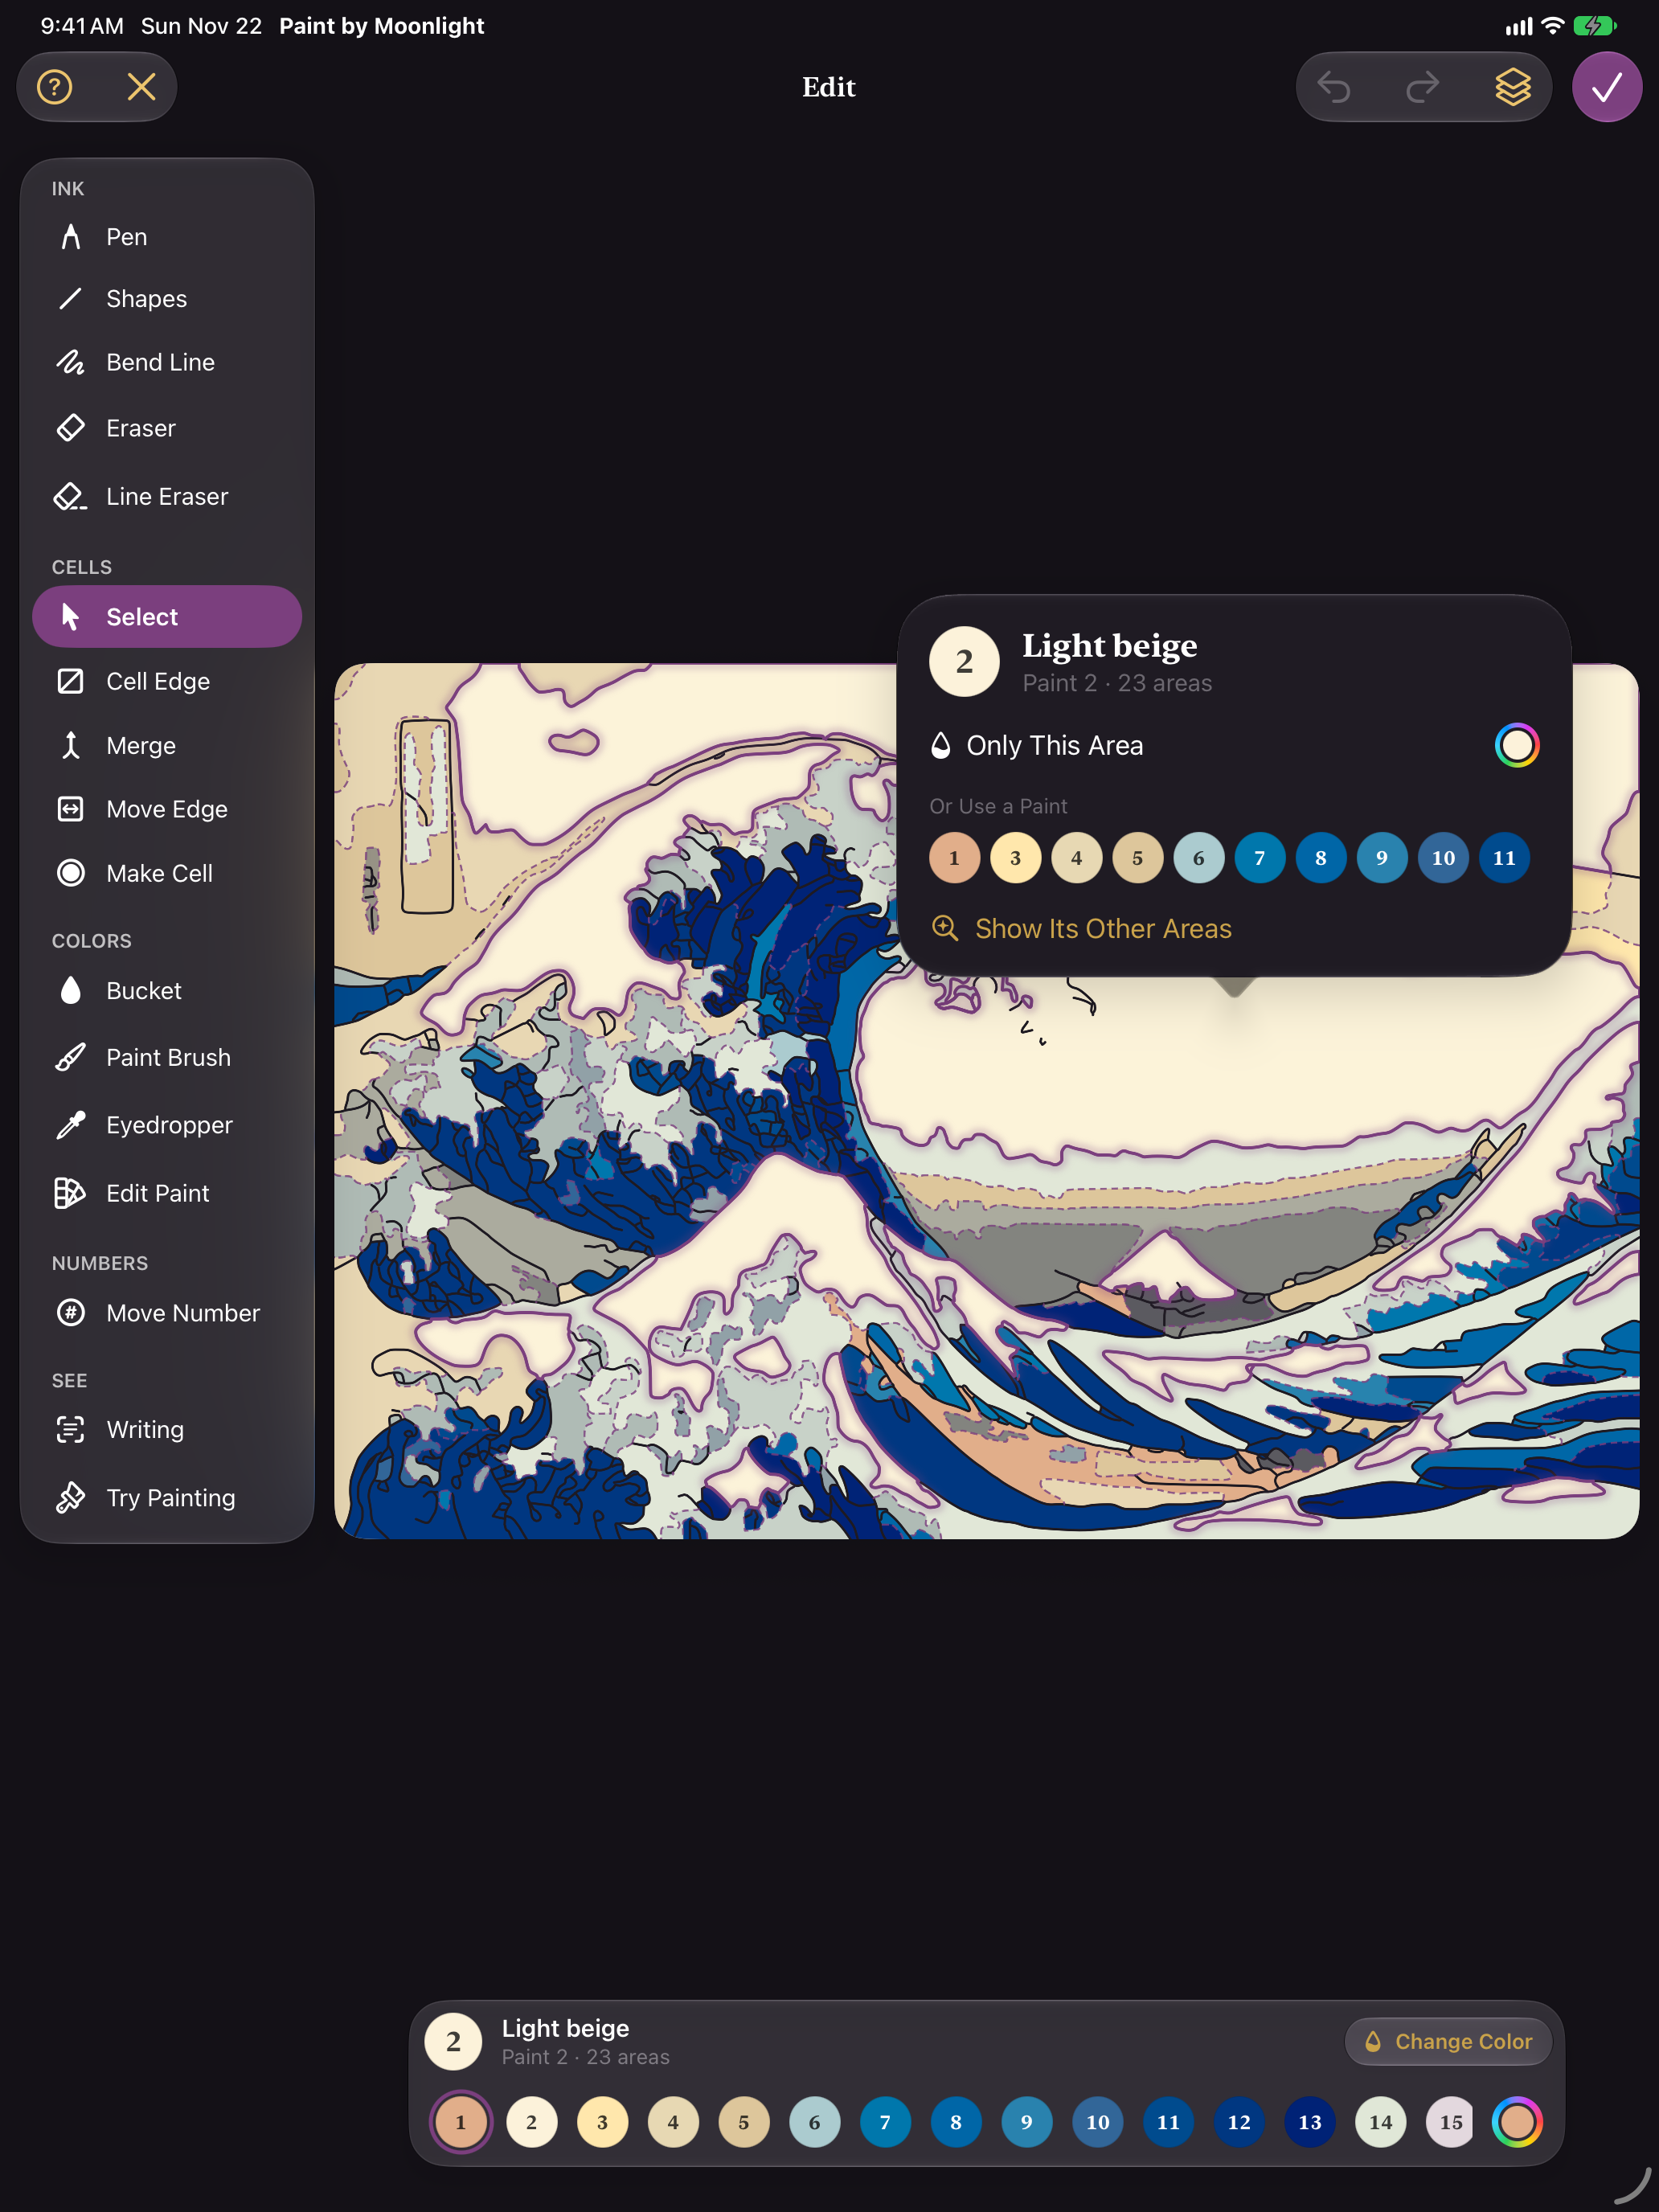 9:41 AM Sun Nov 22 Paint by Moonlight
Edit
INK
Pen
Shapes
Bend Line
Eraser
Line Eraser
CELLS
Select
Cell Edge
Merge
Move Edge
Make Cell
COLORS
Bucket
Paint Brush
Eyedropper
Edit Paint
NUMBERS
Move Number
SEE
Writing
Try Painting
2 Light beige
Paint 2 · 23 areas
Only This Area
Or Use a Paint
1 3 4 5 6 7 8 9 10 11
Show Its Other Areas
2 Light beige
Paint 2 · 23 areas
Change Color
1 2 3 4 5 6 7 8 9 10 11 12 13 14 15